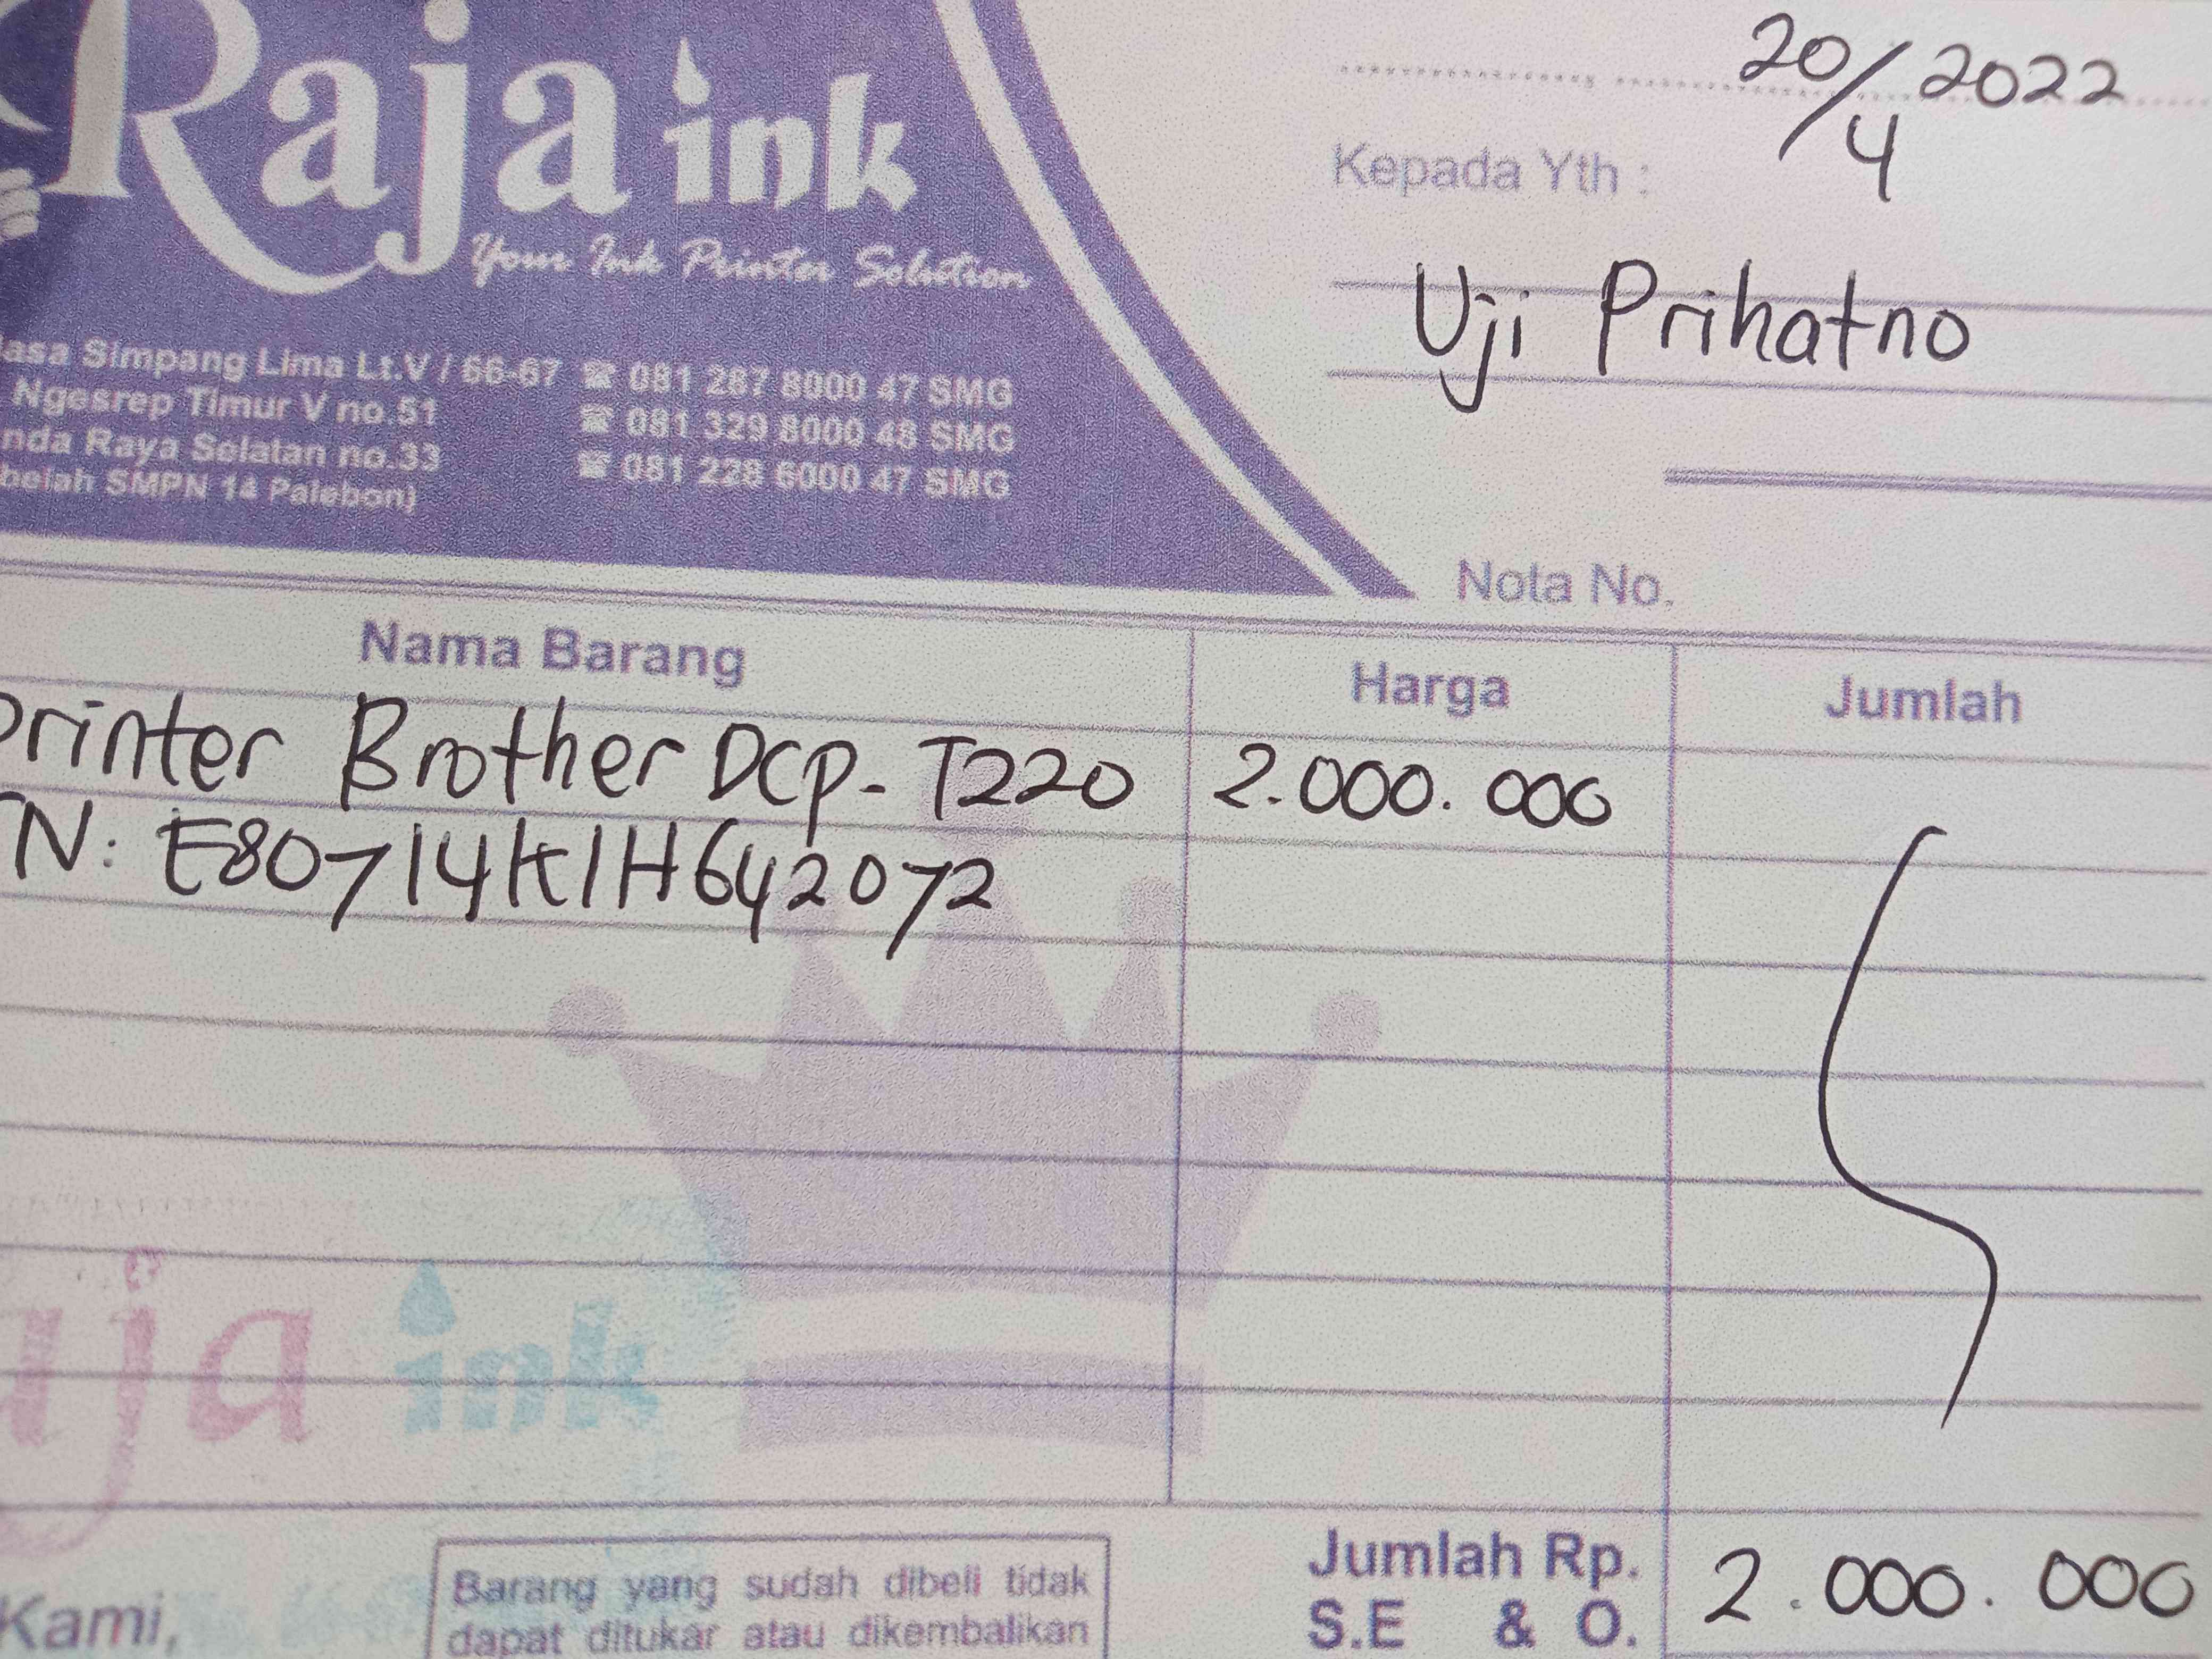 Raja ink
Your Ink Printer Solution
lasa Simpang Lima Lt.V / 66-67 ☎ 081 287 8000 47 SMG
Ngesrep Timur V no.51 ☎ 081 329 8000 48 SMG
nda Raya Selatan no.33 ☎ 081 228 6000 47 SMG
belah SMPN 14 Palebon)
20/4 2022
Kepada Yth :
Uji Prihatno
Nota No.
Nama Barang Harga Jumlah
Printer Brother DCP-T220 2.000.000
N: E80714K1H642072
aja ink
Kami,
Barang yang sudah dibeli tidak
dapat ditukar atau dikembalikan
Jumlah Rp. 2.000.000
S.E & O.